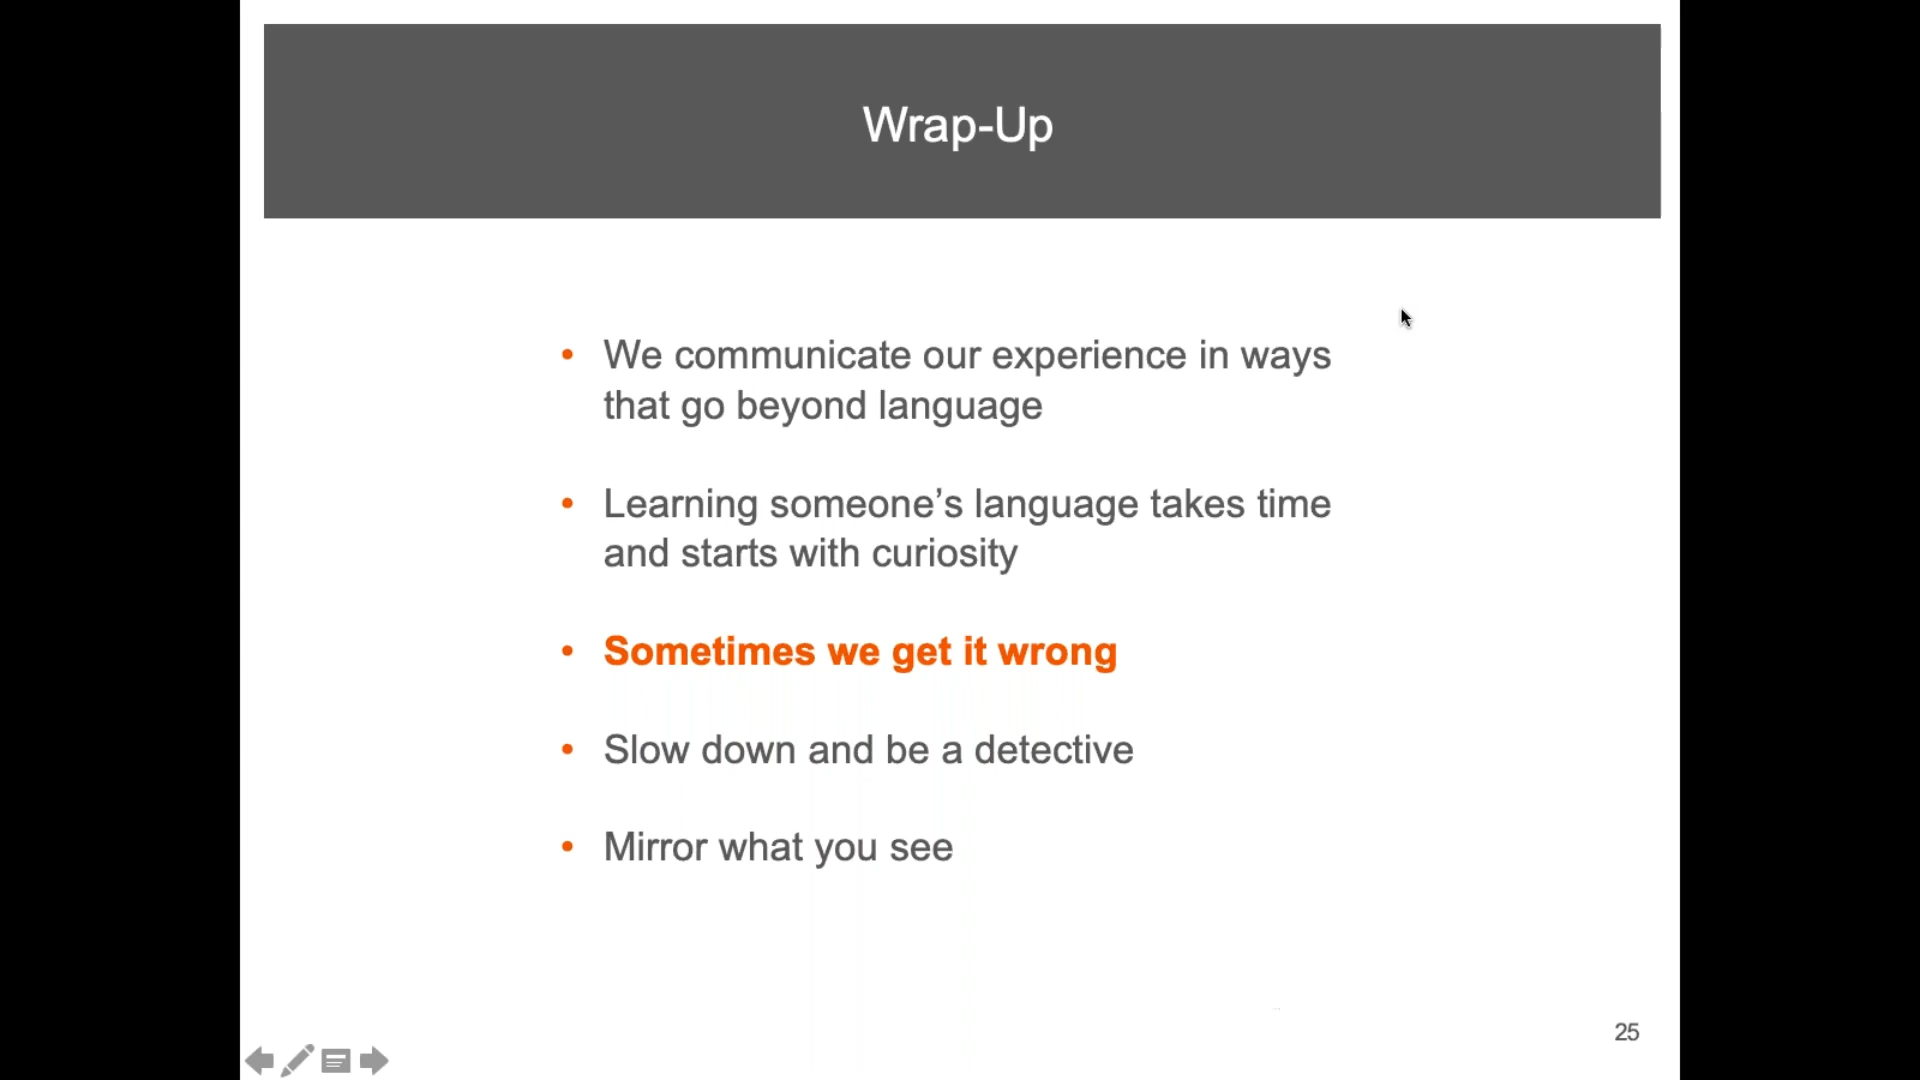 Wrap-Up
• We communicate our experience in ways
that go beyond language
• Learning someone’s language takes time
and starts with curiosity
• Sometimes we get it wrong
• Slow down and be a detective
• Mirror what you see
25